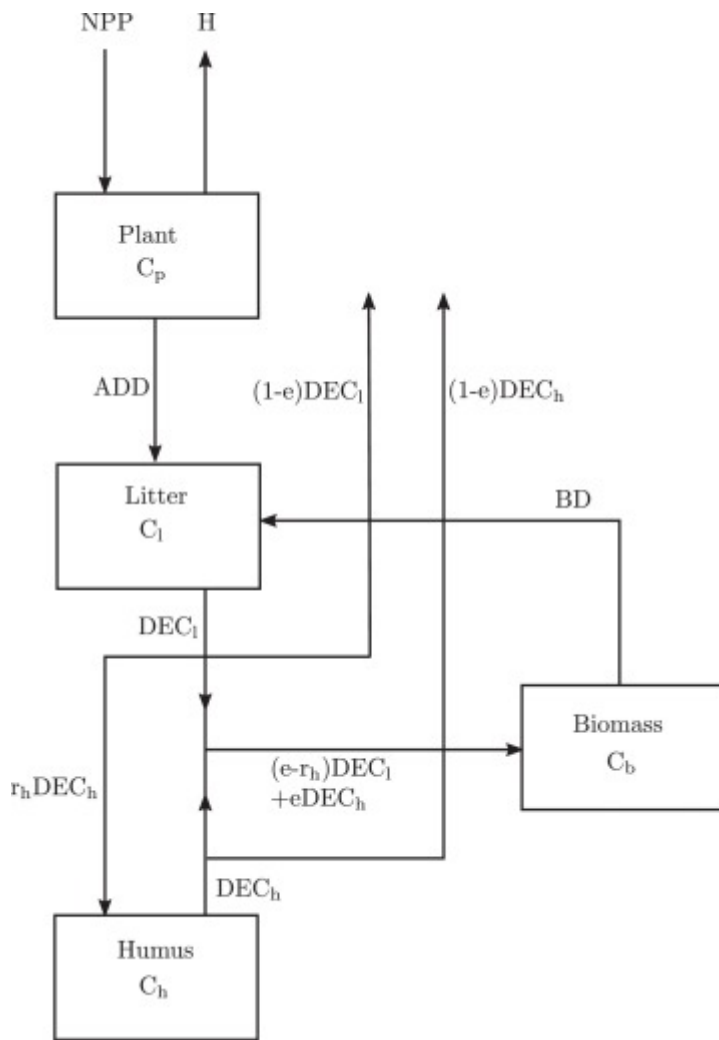 NPP
H
Plant
Cₚ
ADD
(1-e)DECₗ
(1-e)DECₕ
Litter
Cₗ
BD
DECₗ
Biomass
C_b
(e-rₕ)DECₗ
+eDECₕ
rₕDECₕ
DECₕ
Humus
Cₕ